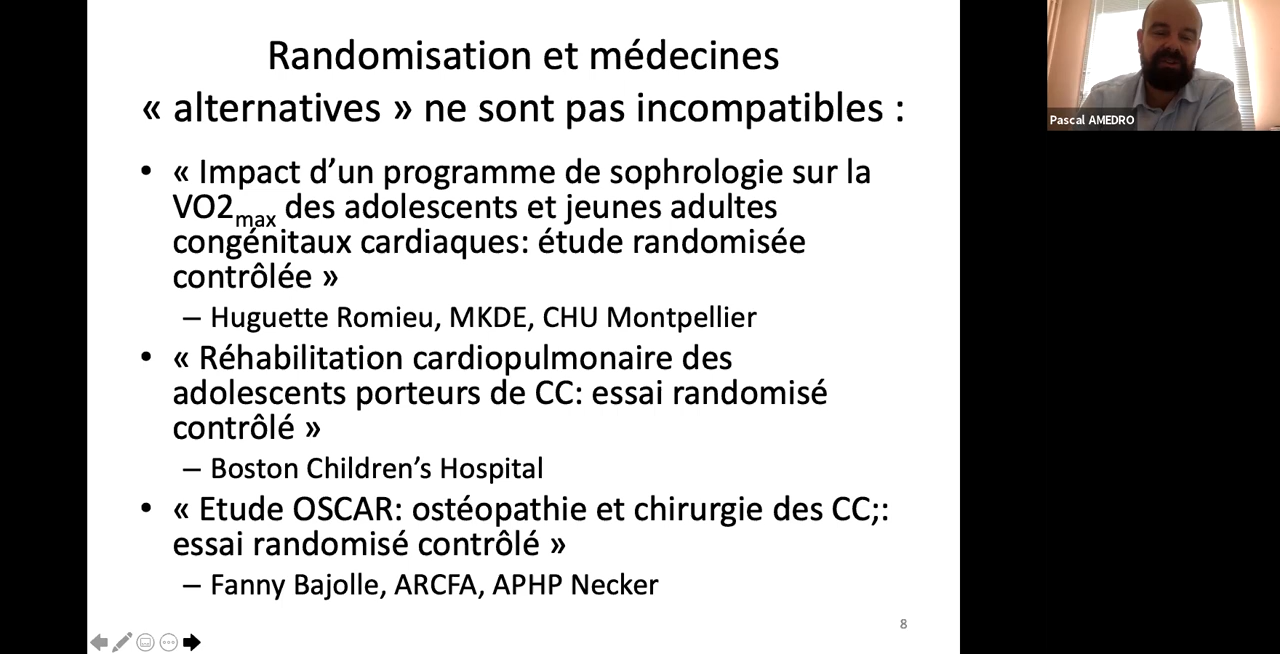 Randomisation et médecines
« alternatives » ne sont pas incompatibles :
• « Impact d’un programme de sophrologie sur la
VO2max des adolescents et jeunes adultes
congénitaux cardiaques: étude randomisée
contrôlée »
– Huguette Romieu, MKDE, CHU Montpellier
• « Réhabilitation cardiopulmonaire des
adolescents porteurs de CC: essai randomisé
contrôlé »
– Boston Children’s Hospital
• « Etude OSCAR: ostéopathie et chirurgie des CC;:
essai randomisé contrôlé »
– Fanny Bajolle, ARCFA, APHP Necker
8
Pascal AMEDRO